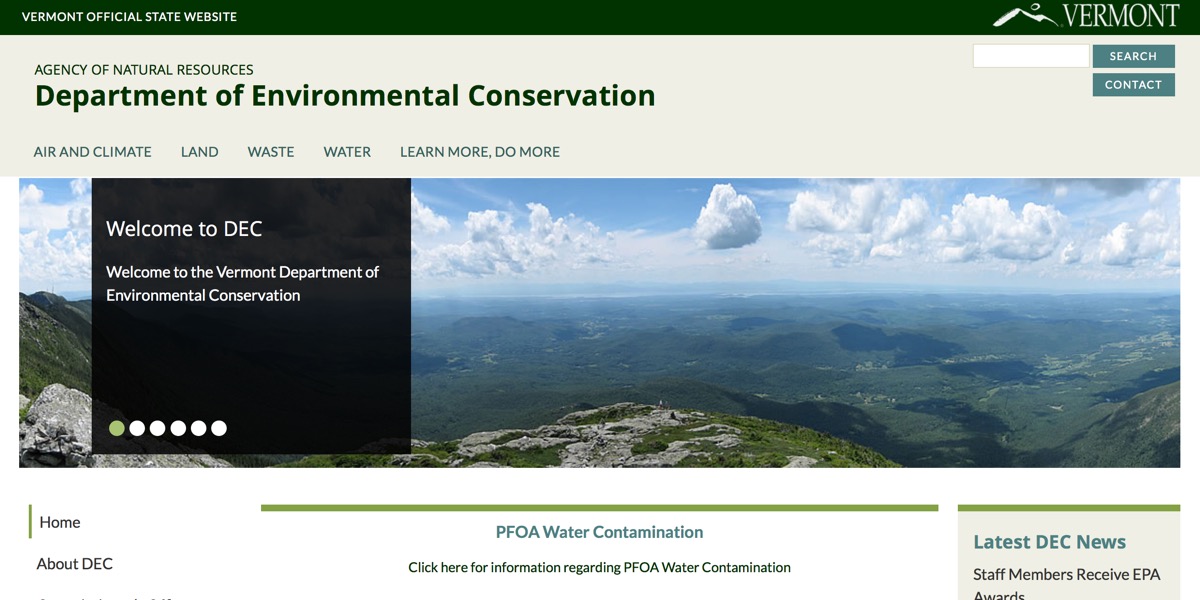 VERMONT OFFICIAL STATE WEBSITE
VERMONT
SEARCH
CONTACT
AGENCY OF NATURAL RESOURCES
Department of Environmental Conservation
AIR AND CLIMATE LAND WASTE WATER LEARN MORE, DO MORE
Welcome to DEC
Welcome to the Vermont Department of
Environmental Conservation
Home
About DEC
PFOA Water Contamination
Click here for information regarding PFOA Water Contamination
Latest DEC News
Staff Members Receive EPA
Awards